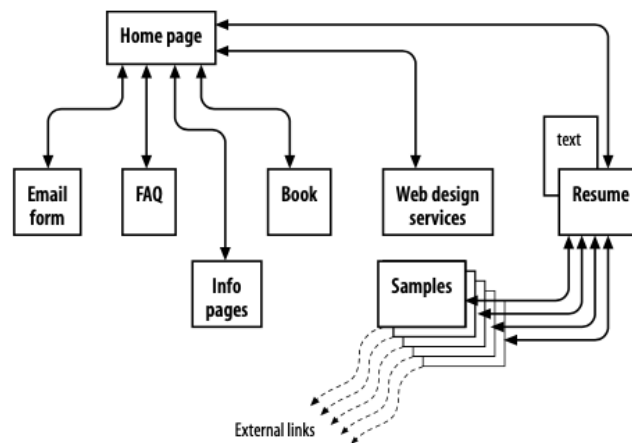 Home page
text
Email
form
FAQ
Book
Web design
services
Resume
Info
pages
Samples
External links